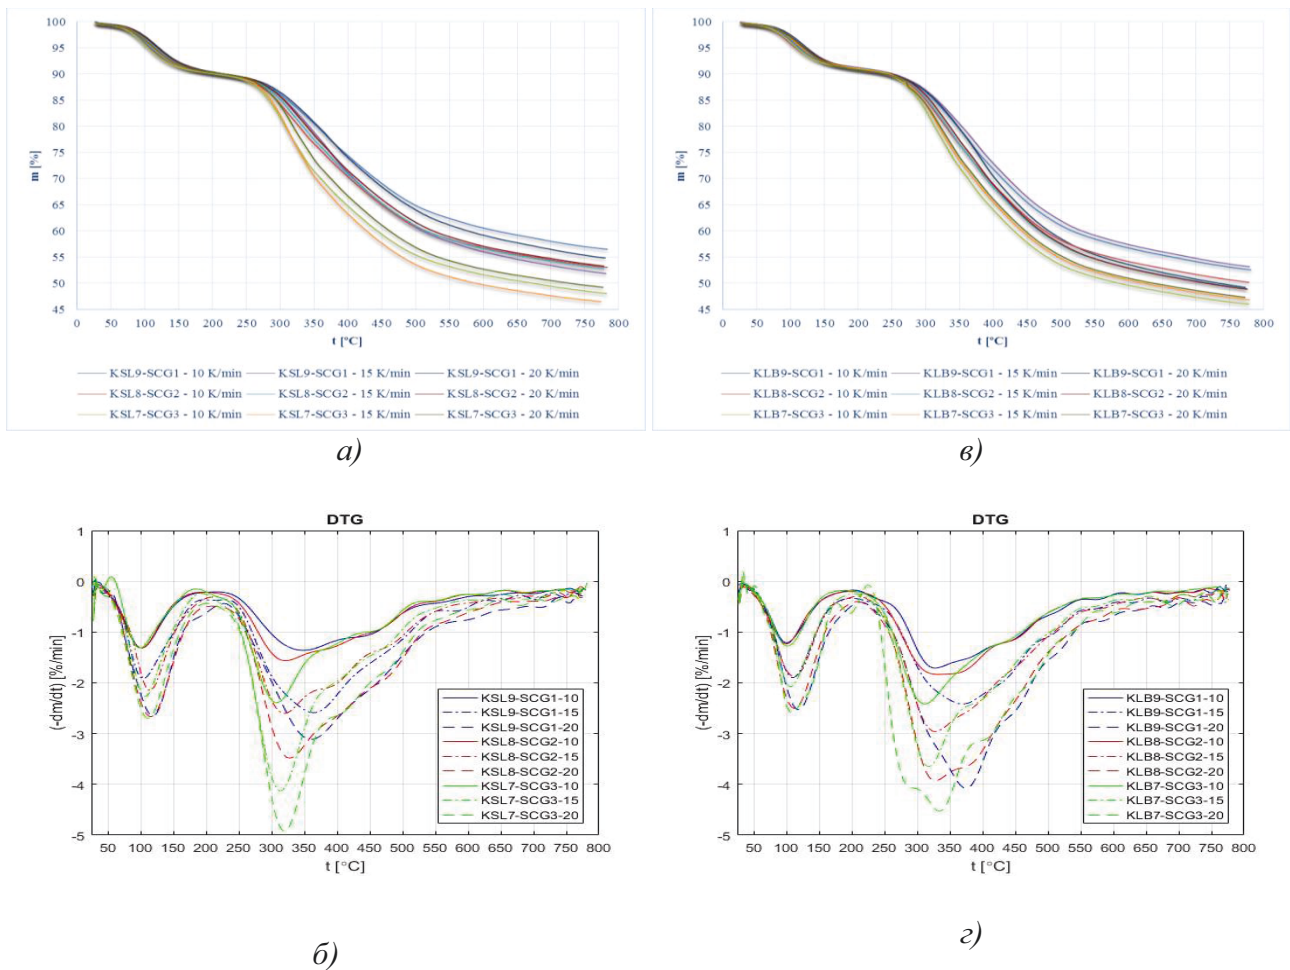 100
95
90
85
80
75
70
65
60
55
50
45
m [%]
0 50 100 150 200 250 300 350 400 450 500 550 600 650 700 750 800
t [°C]
KSL9-SCG1 - 10 K/min KSL9-SCG1 - 15 K/min KSL9-SCG1 - 20 K/min
KSL8-SCG2 - 10 K/min KSL8-SCG2 - 15 K/min KSL8-SCG2 - 20 K/min
KSL7-SCG3 - 10 K/min KSL7-SCG3 - 15 K/min KSL7-SCG3 - 20 K/min
а)
100
95
90
85
80
75
70
65
60
55
50
45
m [%]
0 50 100 150 200 250 300 350 400 450 500 550 600 650 700 750 800
t [°C]
KLB9-SCG1 - 10 K/min KLB9-SCG1 - 15 K/min KLB9-SCG1 - 20 K/min
KLB8-SCG2 - 10 K/min KLB8-SCG2 - 15 K/min KLB8-SCG2 - 20 K/min
KLB7-SCG3 - 10 K/min KLB7-SCG3 - 15 K/min KLB7-SCG3 - 20 K/min
в)
DTG
1
0
-1
-2
-3
-4
-5
(-dm/dt) [%/min]
KSL9-SCG1-10
KSL9-SCG1-15
KSL9-SCG1-20
KSL8-SCG2-10
KSL8-SCG2-15
KSL8-SCG2-20
KSL7-SCG3-10
KSL7-SCG3-15
KSL7-SCG3-20
50 100 150 200 250 300 350 400 450 500 550 600 650 700 750 800
t [°C]
б)
DTG
1
0
-1
-2
-3
-4
-5
(-dm/dt) [%/min]
KLB9-SCG1-10
KLB9-SCG1-15
KLB9-SCG1-20
KLB8-SCG2-10
KLB8-SCG2-15
KLB8-SCG2-20
KLB7-SCG3-10
KLB7-SCG3-15
KLB7-SCG3-20
50 100 150 200 250 300 350 400 450 500 550 600 650 700 750 800
t [°C]
г)